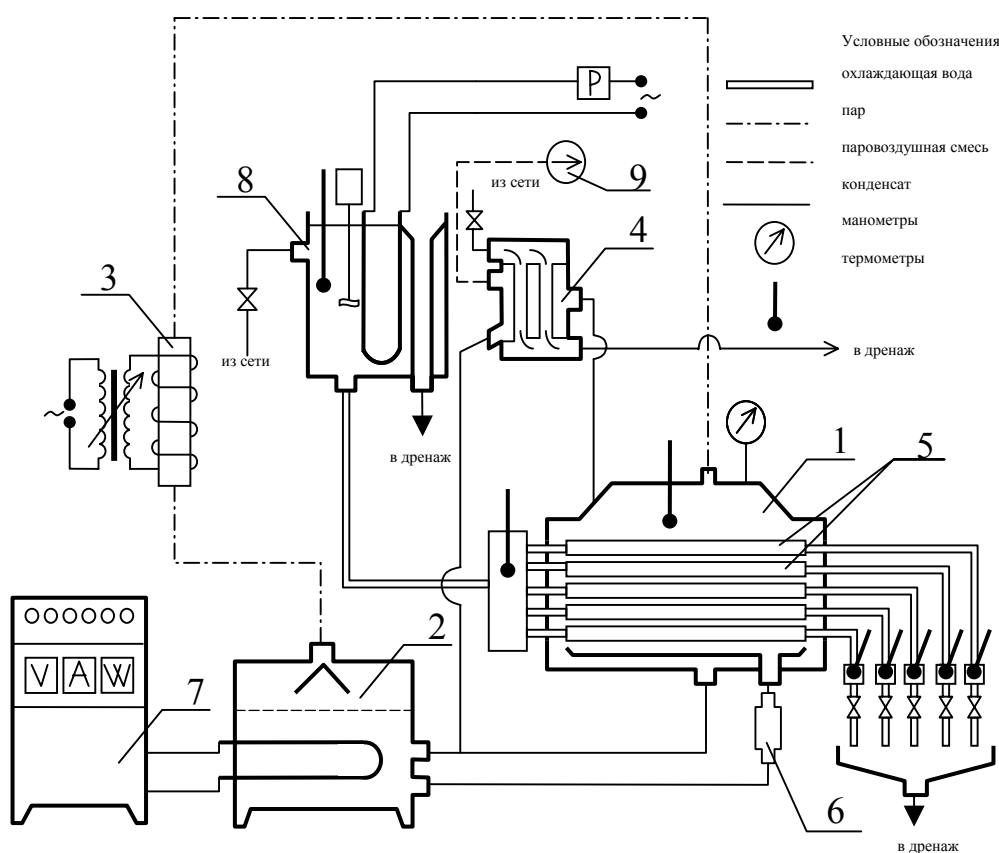 Условные обозначения
охлаждающая вода
пар
паровоздушная смесь
конденсат
манометры
термометры
P
~
из сети
9
8
4
3
из сети
в дренаж
~
в дренаж
1
5
2
V A W
7
6
в дренаж